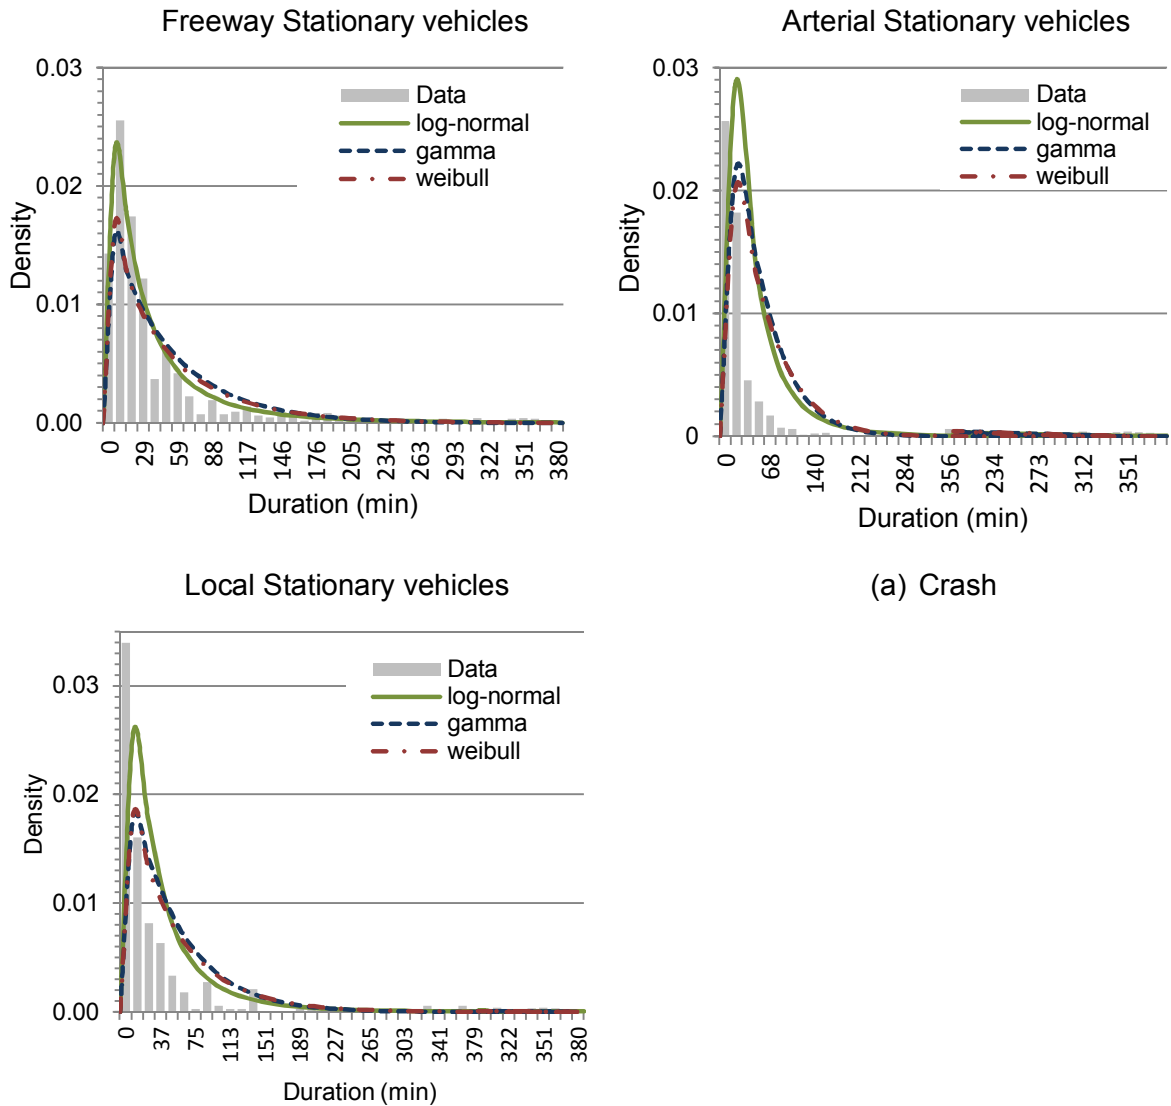 Freeway Stationary vehicles
0.03
0.02
0.01
0.00
Density
Data
log-normal
gamma
weibull
0 29 59 88 117 146 176 205 234 263 293 322 351 380
Duration (min)
Arterial Stationary vehicles
0.03
0.02
0.01
0
Density
Data
log-normal
gamma
weibull
0 68 140 212 284 356 234 273 312 351
Duration (min)
Local Stationary vehicles
0.03
0.02
0.01
0.00
Density
Data
log-normal
gamma
weibull
0 37 75 113 151 189 227 265 303 341 379 322 351 380
Duration (min)
(a) Crash